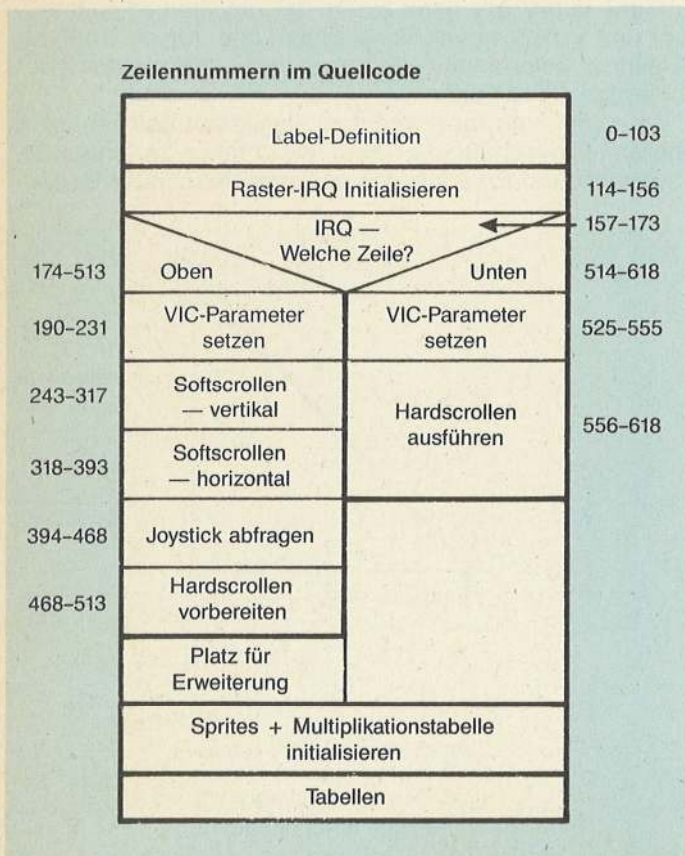 Zeilennummern im Quellcode
Label-Definition
0–103
Raster-IRQ Initialisieren
114–156
IRQ —
Welche Zeile?
157–173
174–513
Oben
Unten
514–618
190–231
VIC-Parameter
setzen
VIC-Parameter
setzen
525–555
243–317
Softscrollen
— vertikal
Hardscrollen
ausführen
556–618
318–393
Softscrollen
— horizontal
394–468
Joystick abfragen
468–513
Hardscrollen
vorbereiten
Platz für
Erweiterung
Sprites + Multiplikationstabelle
initialisieren
Tabellen